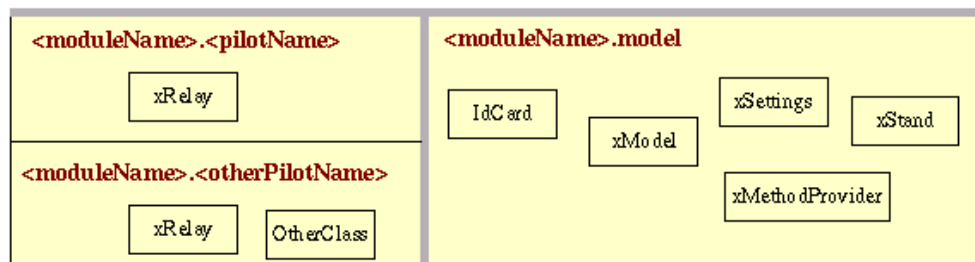 <moduleName>.<pilotName>
xRelay
<moduleName>.<otherPilotName>
xRelay
OtherClass
<moduleName>.model
IdCard
xModel
xSettings
xStand
xMethodProvider